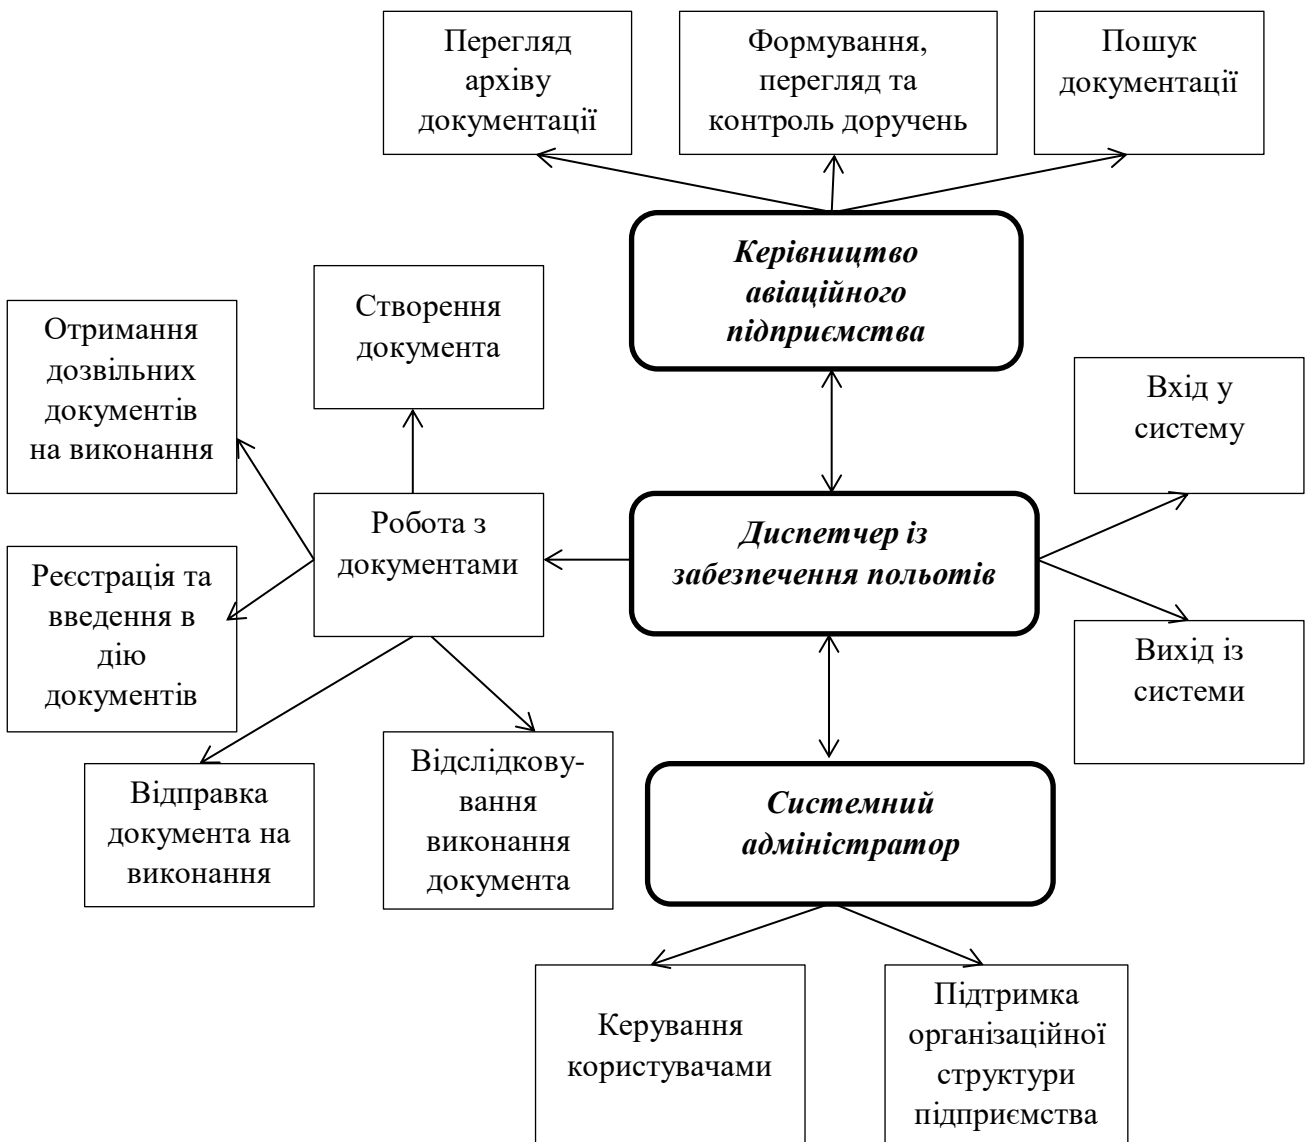 Перегляд
архіву
документації
Формування,
перегляд та
контроль доручень
Пошук
документації
Керівництво
авіаційного
підприємства
Створення
документа
Отримання
дозвільних
документів
на виконання
Вхід у
систему
Робота з
документами
Диспетчер із
забезпечення польотів
Реєстрація та
введення в
дію
документів
Вихід із
системи
Відправка
документа на
виконання
Відслідкову-
вання
виконання
документа
Системний
адміністратор
Керування
користувачами
Підтримка
організаційної
структури
підприємства